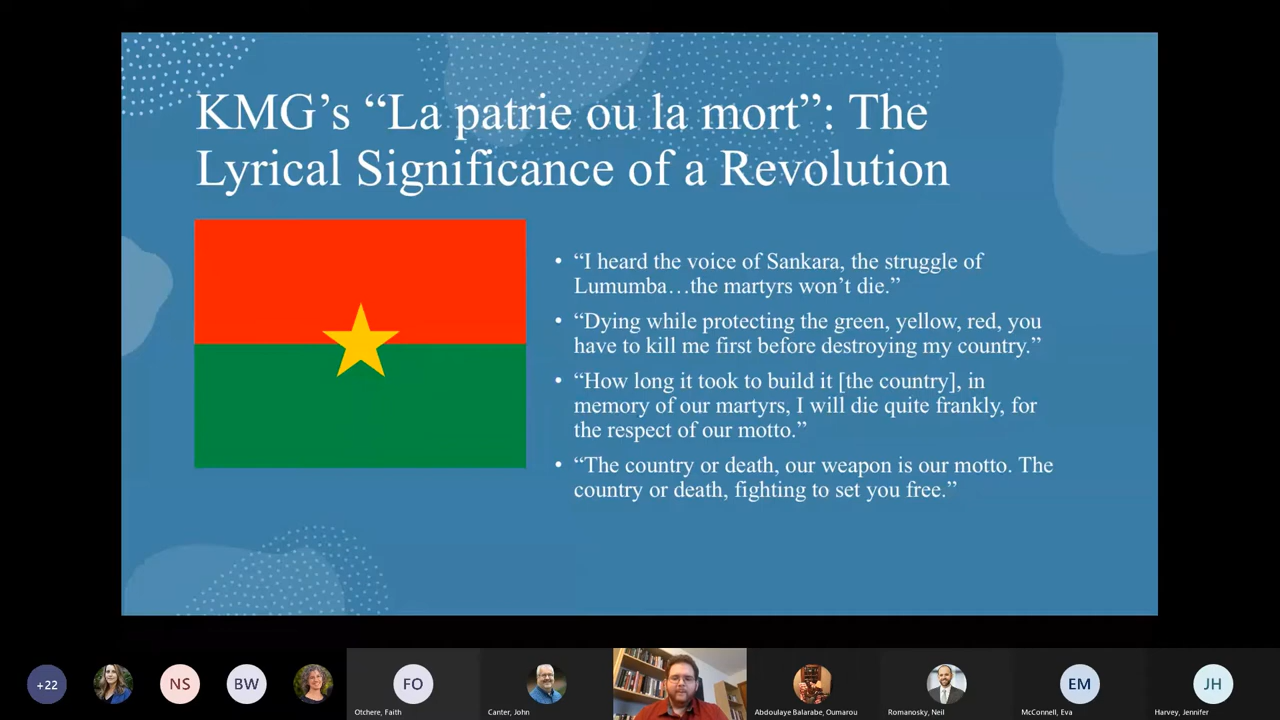 KMG’s “La patrie ou la mort”: The
Lyrical Significance of a Revolution
• “I heard the voice of Sankara, the struggle of
Lumumba…the martyrs won’t die.”
• “Dying while protecting the green, yellow, red, you
have to kill me first before destroying my country.”
• “How long it took to build it [the country], in
memory of our martyrs, I will die quite frankly, for
the respect of our motto.”
• “The country or death, our weapon is our motto. The
country or death, fighting to set you free.”
+22
NS
BW
FO
EM
JH
Otchere, Faith
Canter, John
Abdoulaye Balarabe, Oumarou
Romanosky, Neil
McConnell, Eva
Harvey, Jennifer